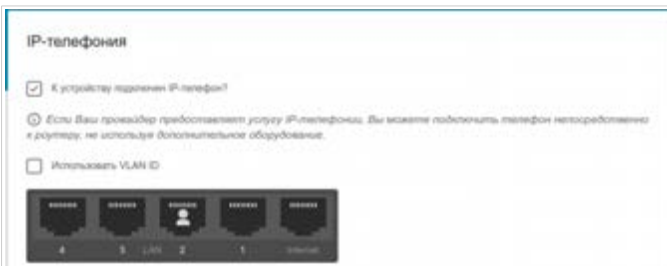 IP-телефония
К устройству подключен IP-телефон?
Если Ваш провайдер предоставляет услугу IP-телефонии, Вы можете подключить телефон непосредственно
к роутеру, не используя дополнительное оборудование.
Использовать VLAN ID
4 3 LAN 2 1 Internet